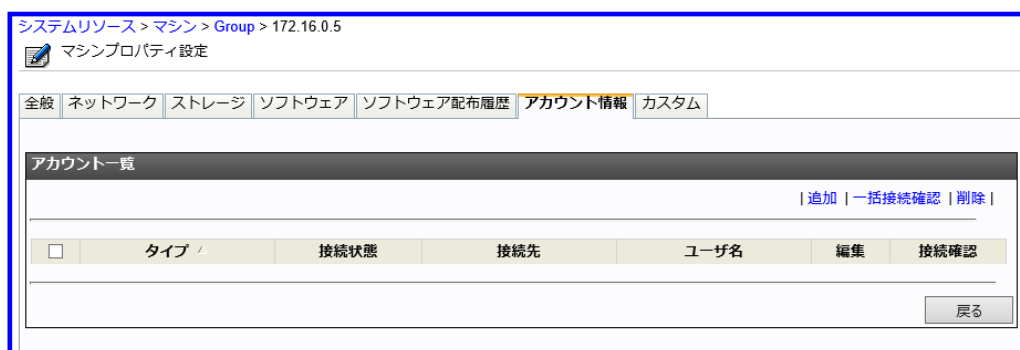 システムリソース > マシン > Group > 172.16.0.5
マシンプロパティ設定
全般 ネットワーク ストレージ ソフトウェア ソフトウェア配布履歴 アカウント情報 カスタム
アカウント一覧
| 追加 | 一括接続確認 | 削除 |
タイプ 接続状態 接続先 ユーザ名 編集 接続確認
戻る